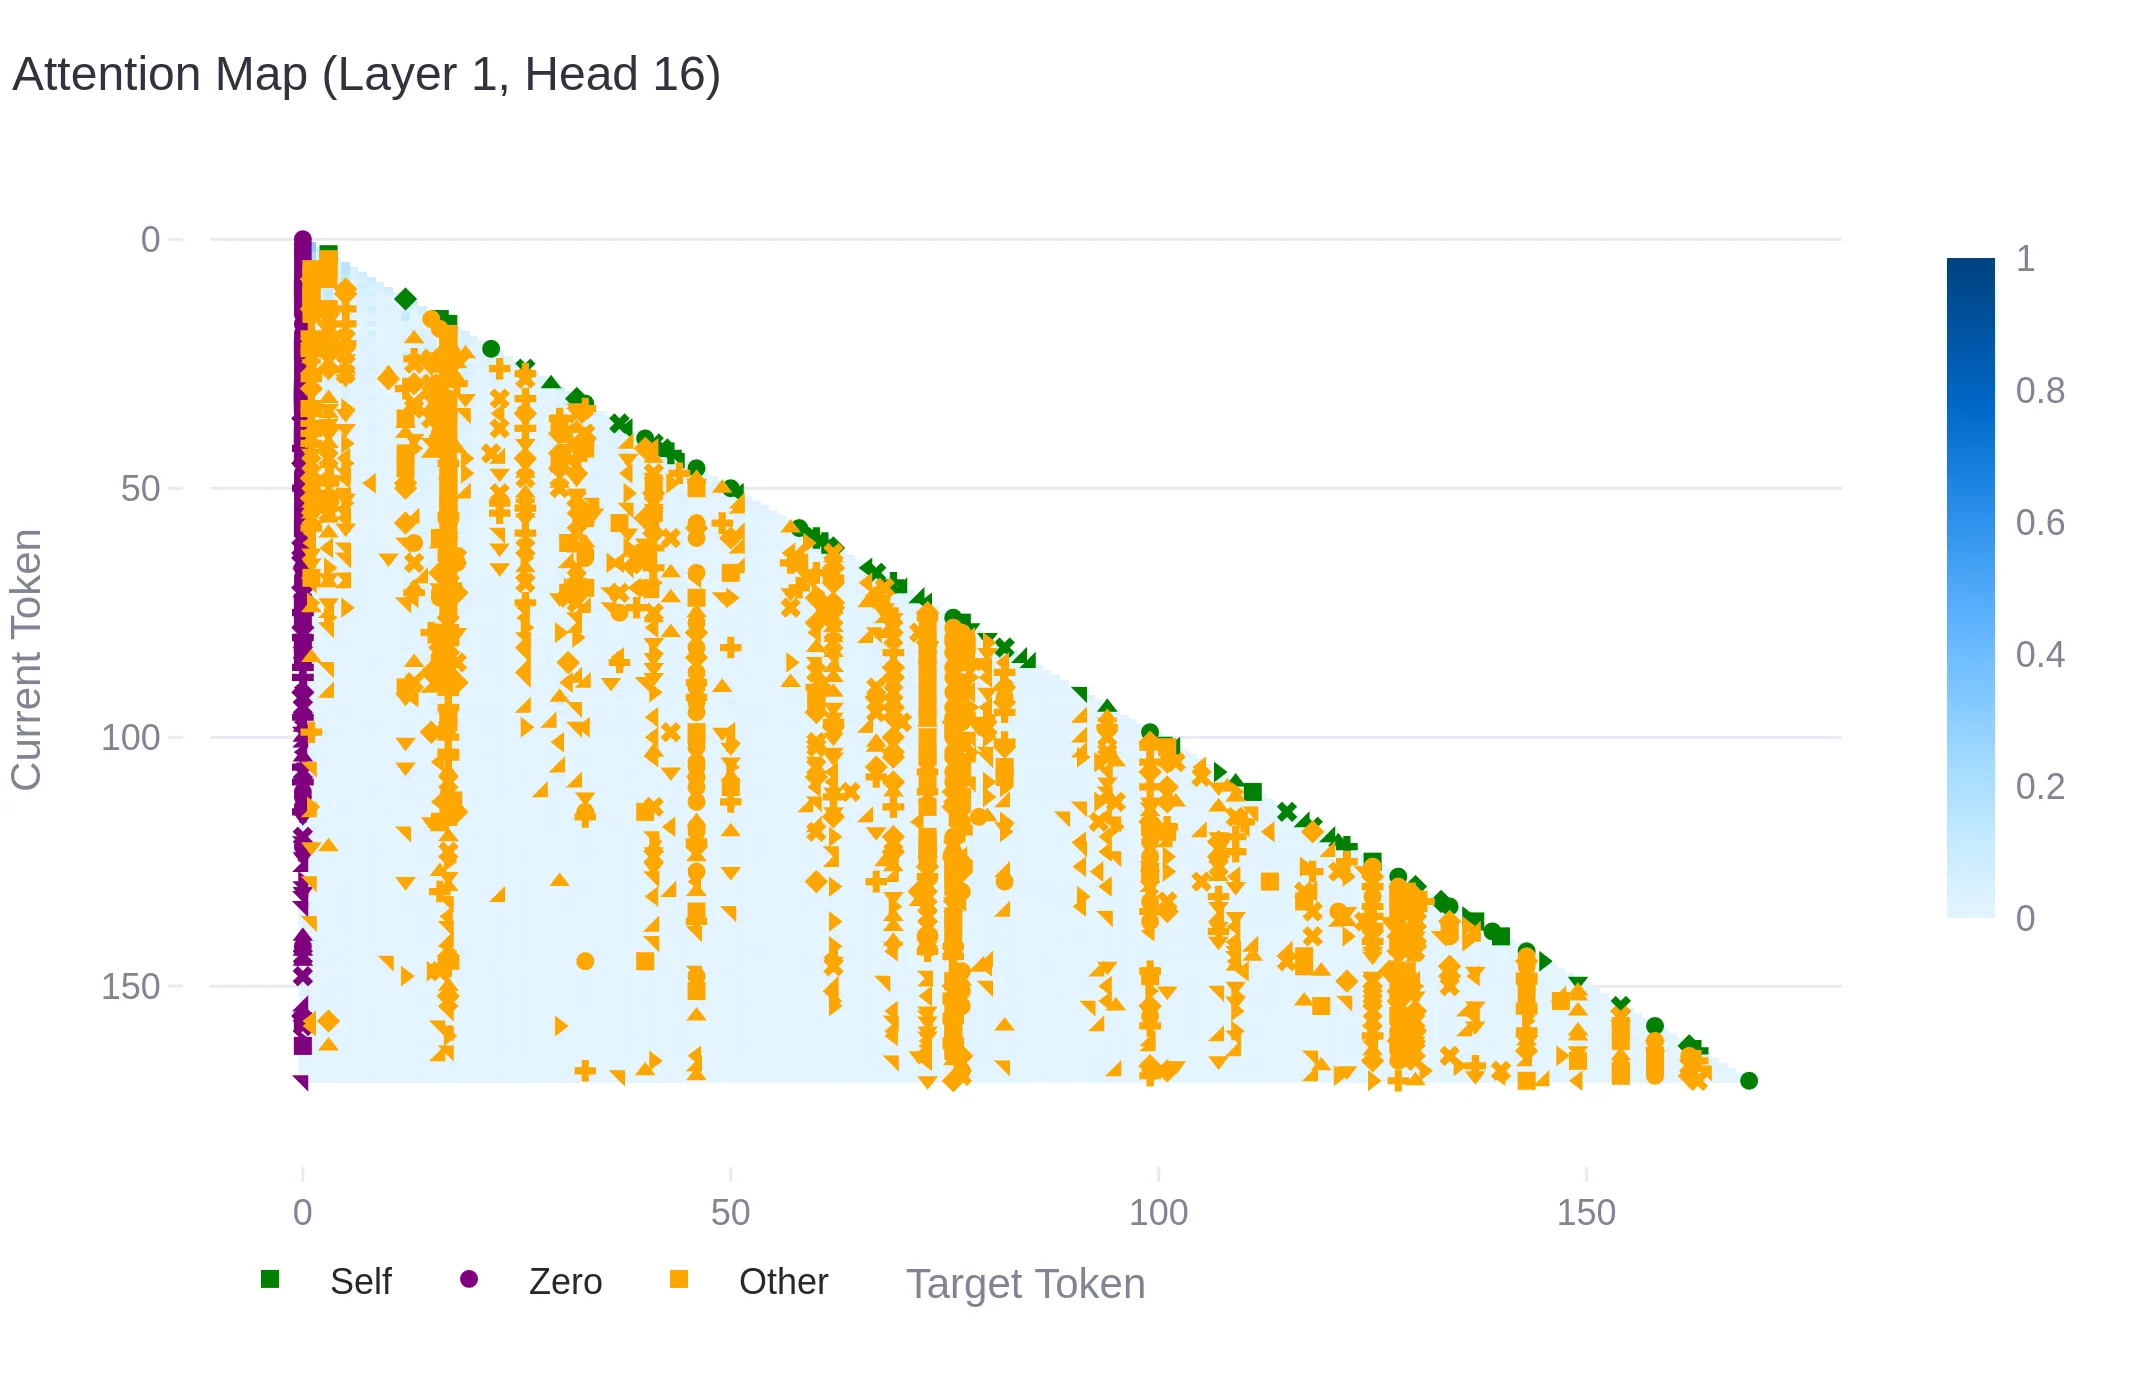 Attention Map (Layer 1, Head 16)
0
50
100
150
Current Token
0
50
100
150
Target Token
Self
Zero
Other
1
0.8
0.6
0.4
0.2
0